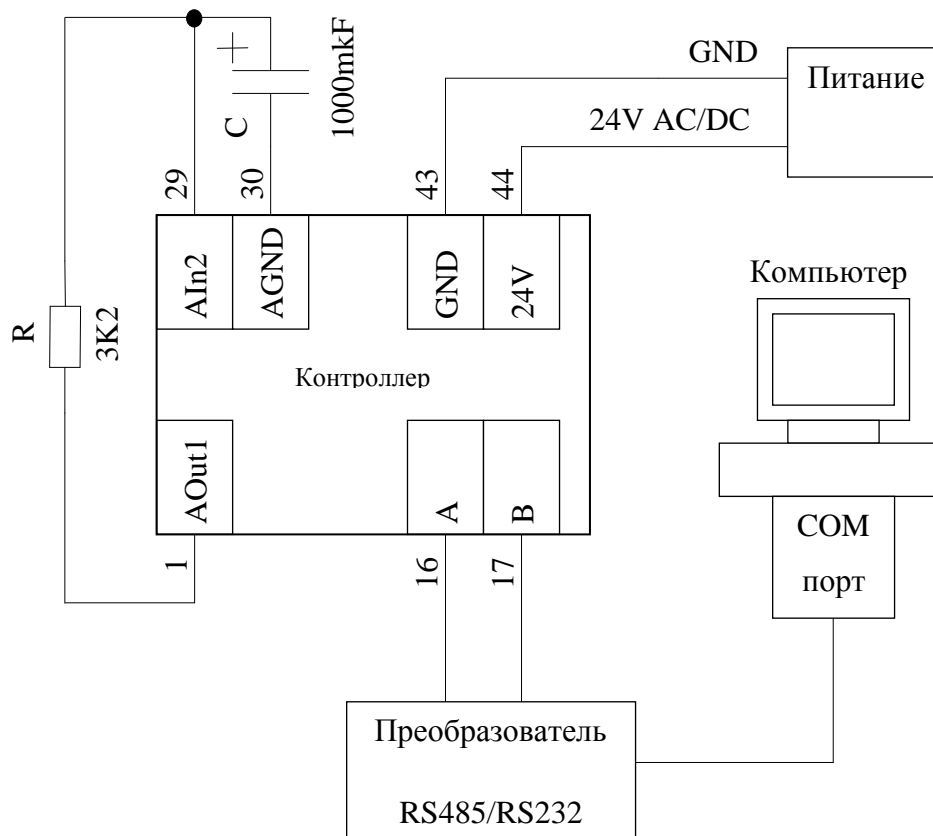 +
C
1000mkF
GND
24V AC/DC
Питание
29
30
43
44
AIn2
AGND
GND
24V
Компьютер
R
3K2
Контроллер
AOut1
A
B
COM
порт
1
16
17
Преобразователь
RS485/RS232